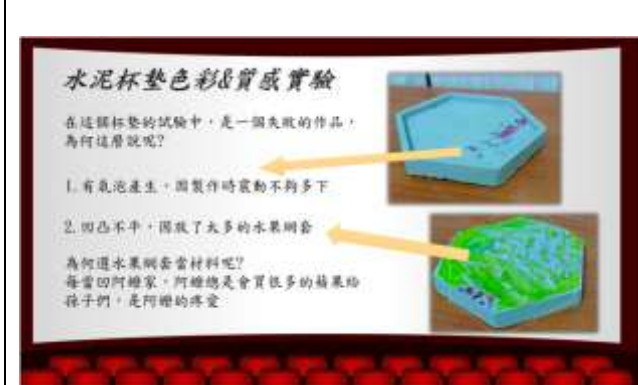 水泥杯墊色彩&質感實驗
在這個杯墊的試驗中，是一個失敗的作品，
為何這麼說呢?
1. 有氣泡產生，因製作時震動不夠多下
2. 凹凸不平，因放了太多的水果網套
為何選水果網套當材料呢?
每當回阿嬤家，阿嬤總是會買很多的蘋果給
孫子們，是阿嬤的疼愛